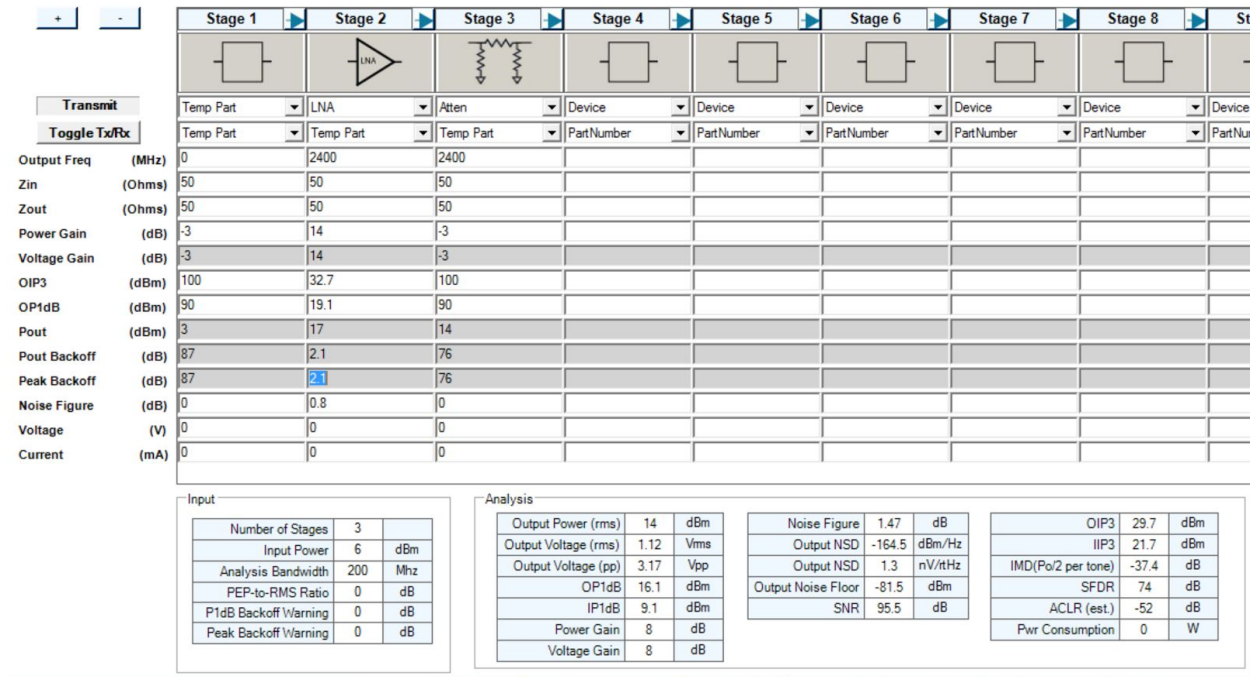 + - Stage 1 Stage 2 Stage 3 Stage 4 Stage 5 Stage 6 Stage 7 Stage 8 St
LNA
Transmit Temp Part LNA Atten Device Device Device Device Device Device
Toggle Tx/Rx Temp Part Temp Part Temp Part PartNumber PartNumber PartNumber PartNumber PartNumber PartNu
Output Freq (MHz) 0 2400 2400
Zin (Ohms) 50 50 50
Zout (Ohms) 50 50 50
Power Gain (dB) -3 14 -3
Voltage Gain (dB) -3 14 -3
OIP3 (dBm) 100 32.7 100
OP1dB (dBm) 90 19.1 90
Pout (dBm) 3 17 14
Pout Backoff (dB) 87 2.1 76
Peak Backoff (dB) 87 2.1 76
Noise Figure (dB) 0 0.8 0
Voltage (V) 0 0 0
Current (mA) 0 0 0
Input
Number of Stages 3
Input Power 6 dBm
Analysis Bandwidth 200 Mhz
PEP-to-RMS Ratio 0 dB
P1dB Backoff Warning 0 dB
Peak Backoff Warning 0 dB
Analysis
Output Power (rms) 14 dBm
Output Voltage (rms) 1.12 Vrms
Output Voltage (pp) 3.17 Vpp
OP1dB 16.1 dBm
IP1dB 9.1 dBm
Power Gain 8 dB
Voltage Gain 8 dB
Noise Figure 1.47 dB
Output NSD -164.5 dBm/Hz
Output NSD 1.3 nV/rtHz
Output Noise Floor -81.5 dBm
SNR 95.5 dB
OIP3 29.7 dBm
IIP3 21.7 dBm
IMD(Po/2 per tone) -37.4 dB
SFDR 74 dB
ACLR (est.) -52 dB
Pwr Consumption 0 W